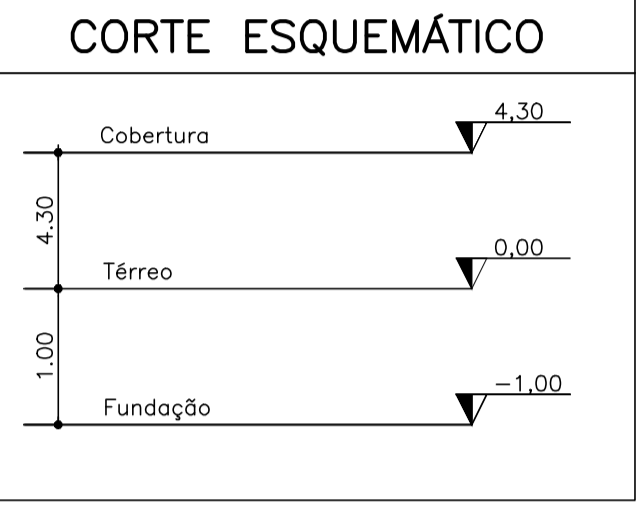 CORTE ESQUEMÁTICO
4,30
Cobertura
4.30
0,00
Térreo
1.00
-1,00
Fundação